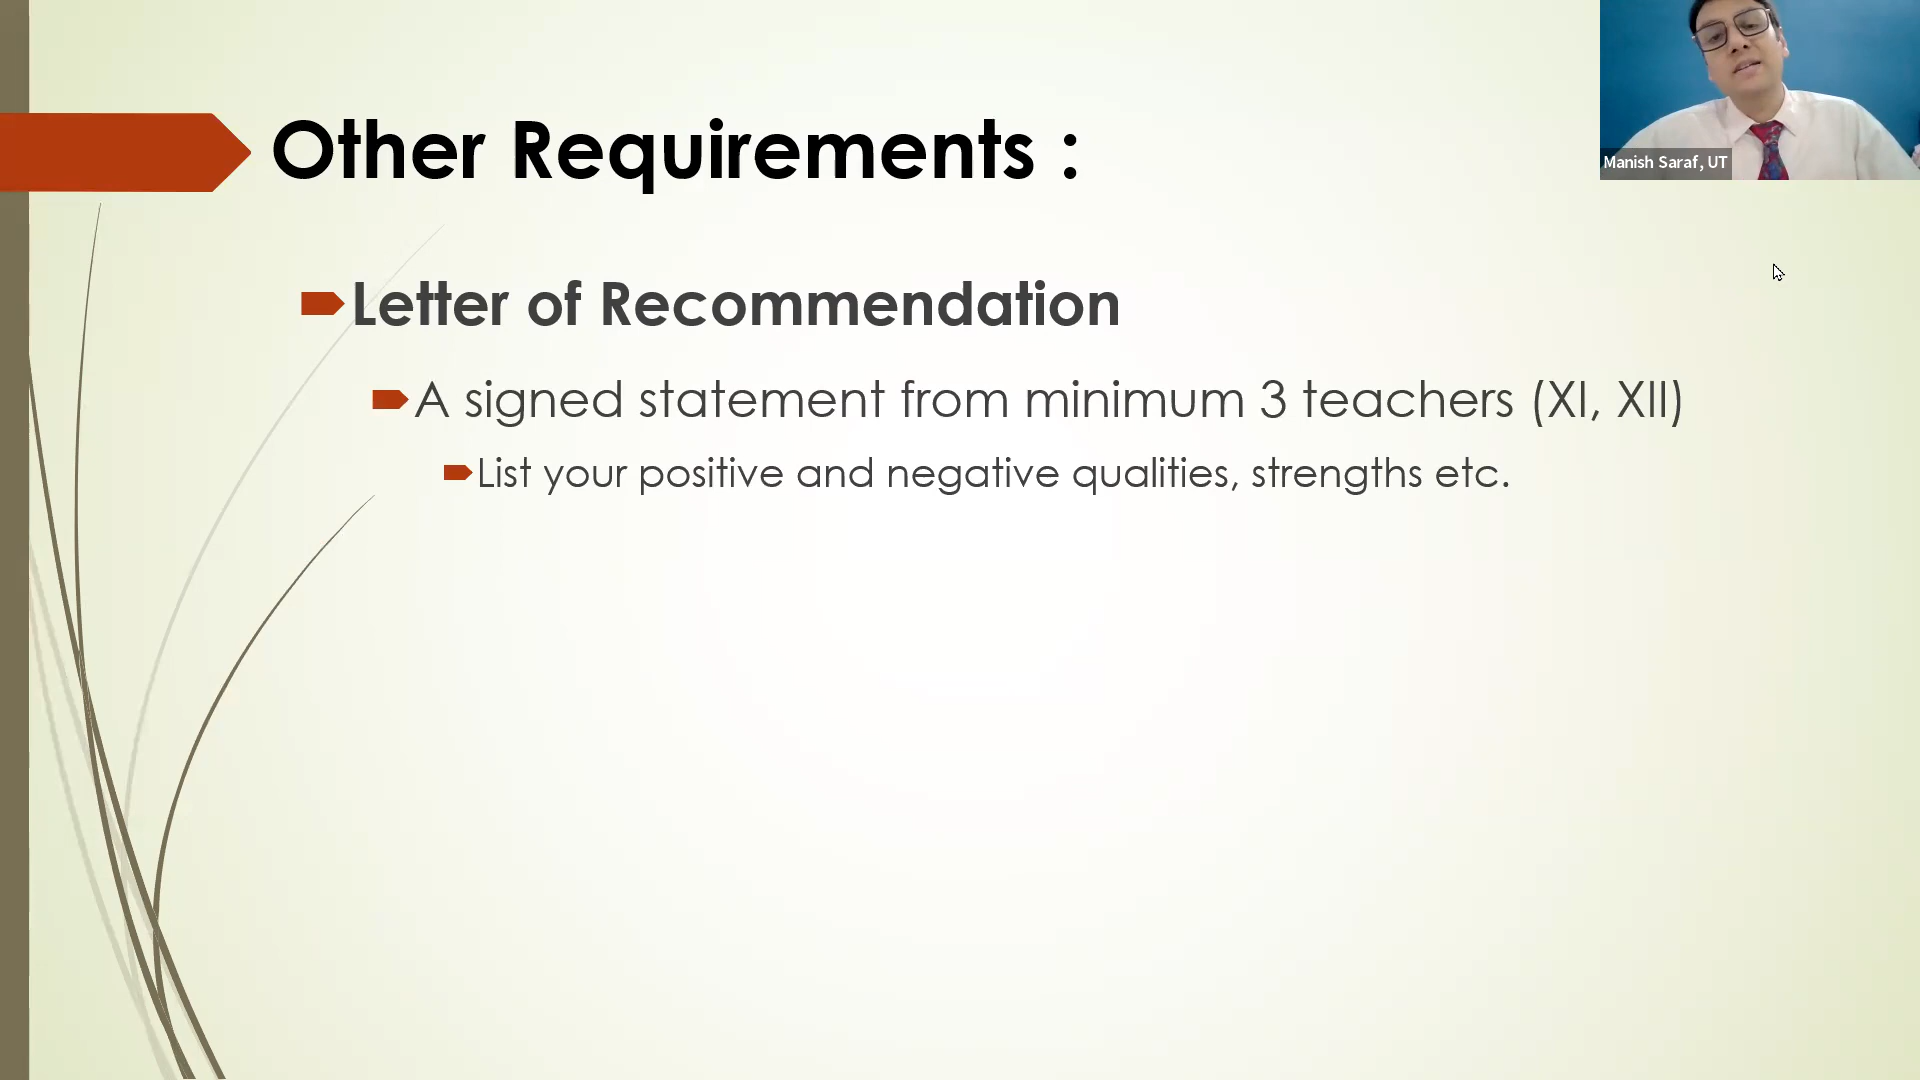 Other Requirements :
Manish Saraf, UT
Letter of Recommendation
A signed statement from minimum 3 teachers (XI, XII)
List your positive and negative qualities, strengths etc.